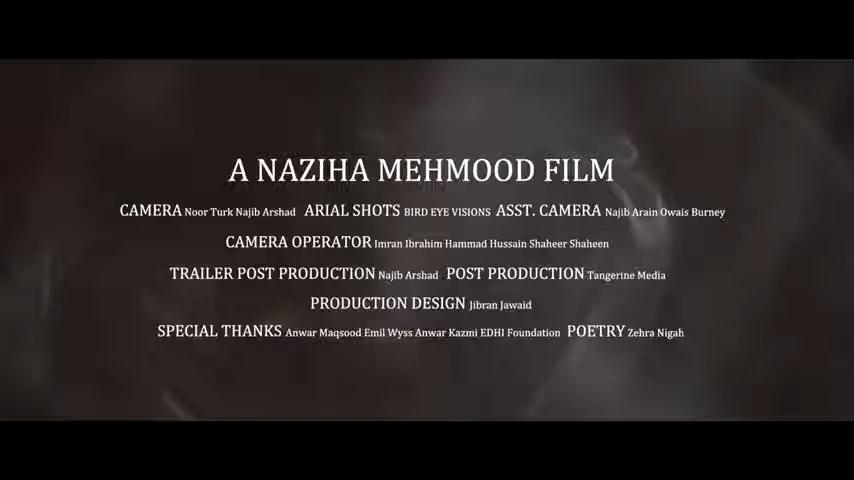 A NAZIHA MEHMOOD FILM
CAMERA Noor Turk Najib Arshad ARIAL SHOTS BIRD EYE VISIONS ASST. CAMERA Najib Arain Owais Burney
CAMERA OPERATOR Imran Ibrahim Hammad Hussain Shaheer Shaheen
TRAILER POST PRODUCTION Najib Arshad POST PRODUCTION Tangerine Media
PRODUCTION DESIGN Jibran Jawaid
SPECIAL THANKS Anwar Maqsood Emil Wyss Anwar Kazmi EDHI Foundation POETRY Zehra Nigah